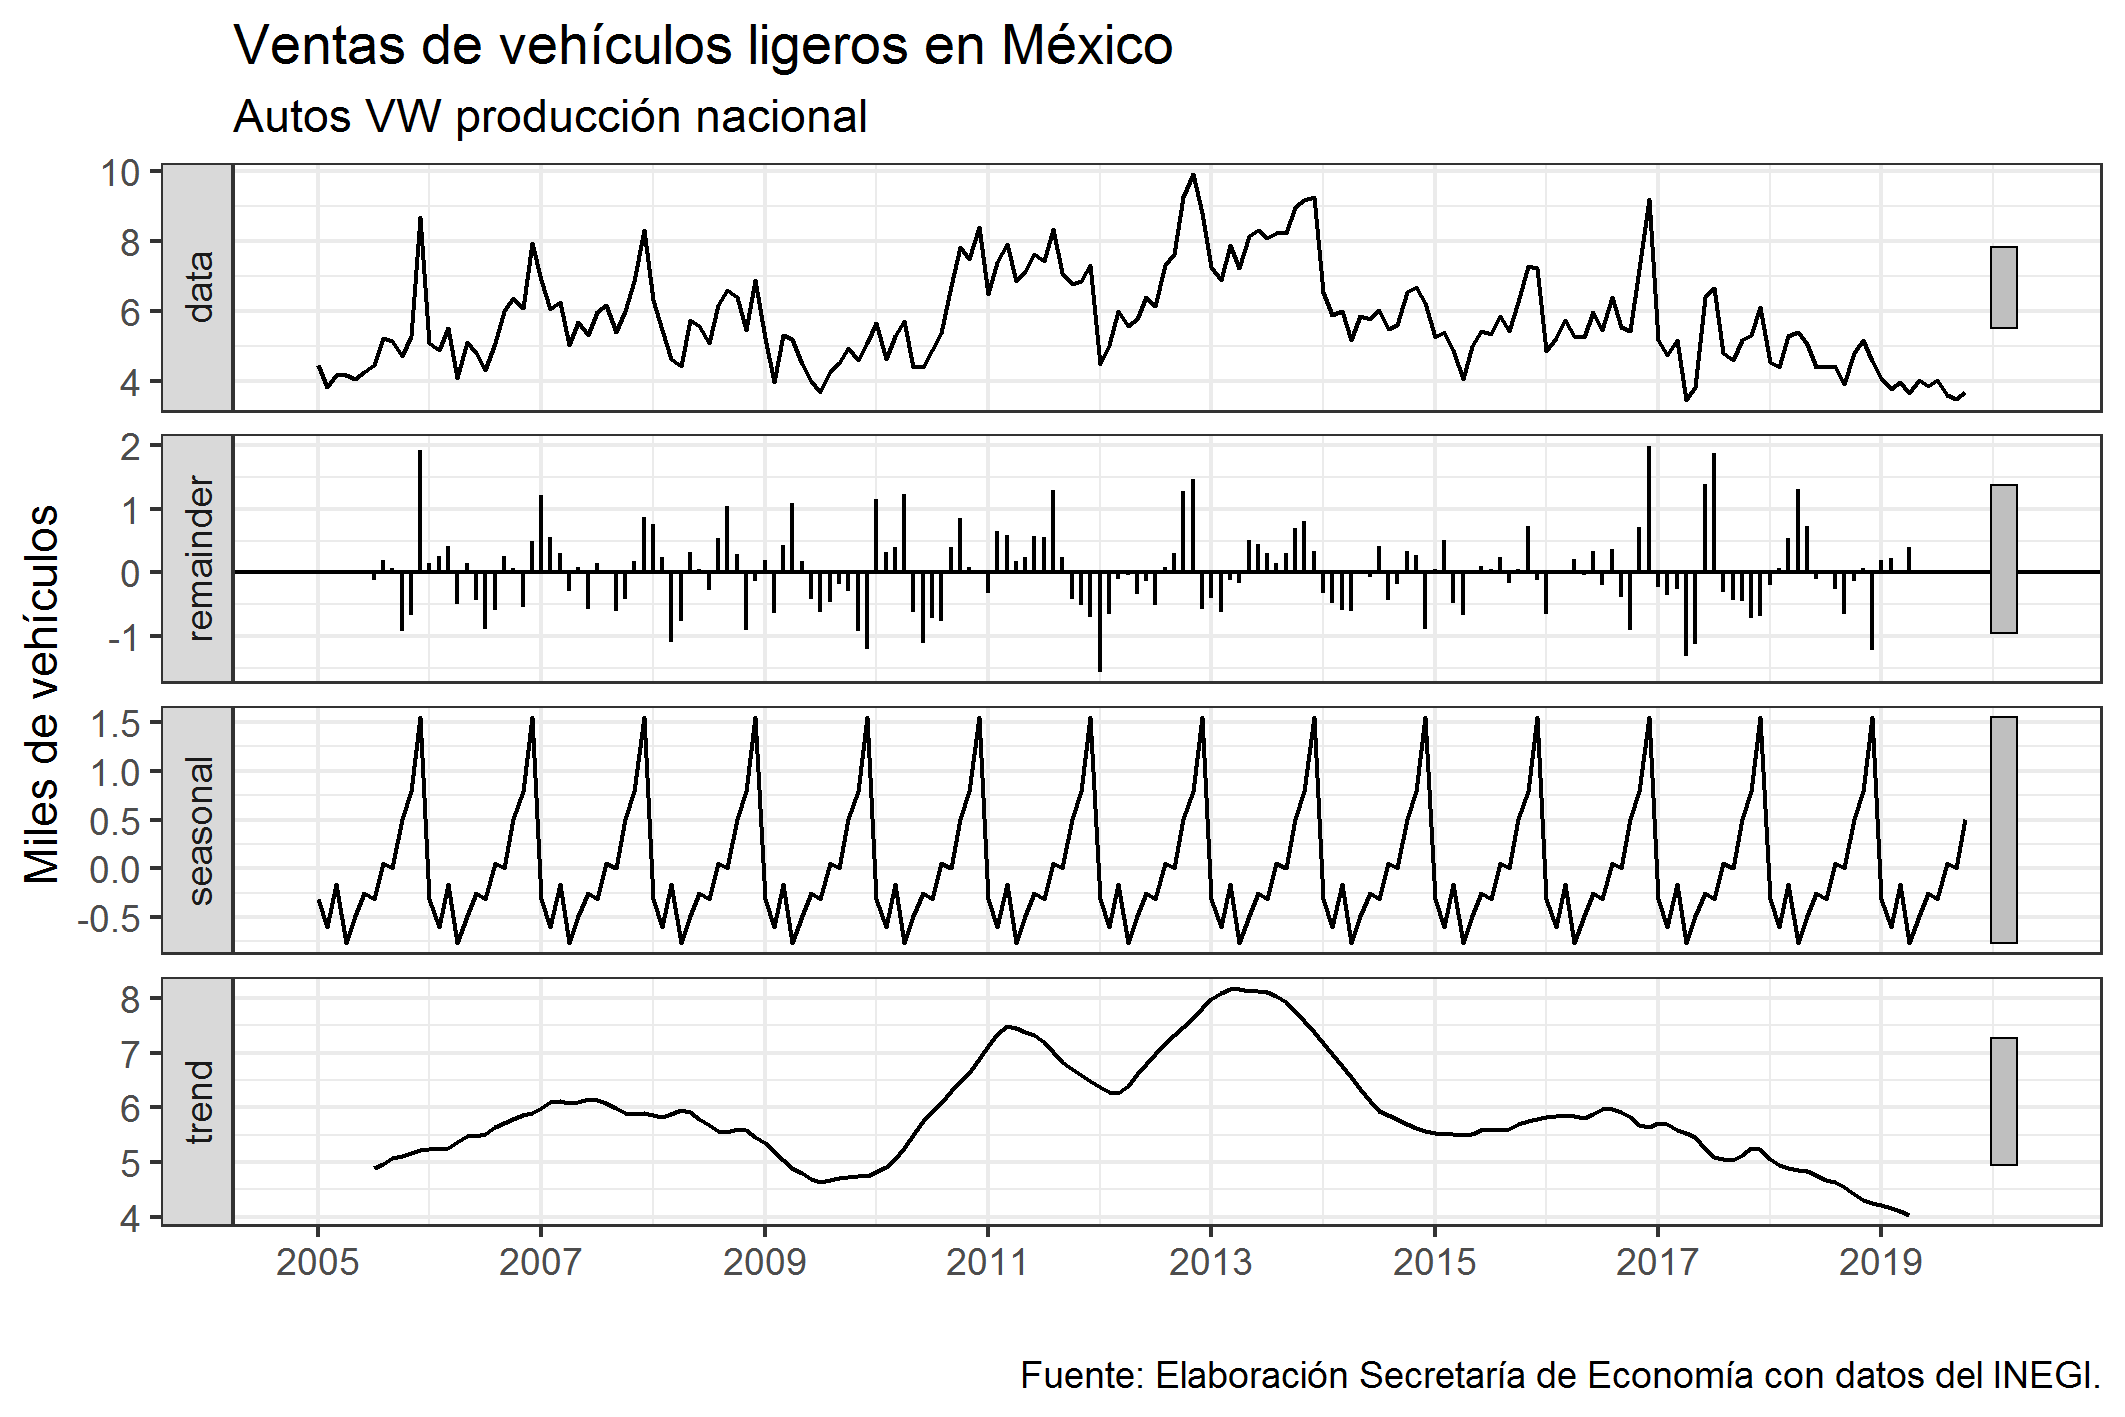 Ventas de vehículos ligeros en México
Autos VW producción nacional
Miles de vehículos
data
10
8
6
4
remainder
2
1
0
-1
seasonal
1.5
1.0
0.5
0.0
-0.5
trend
8
7
6
5
4
2005 2007 2009 2011 2013 2015 2017 2019
Fuente: Elaboración Secretaría de Economía con datos del INEGI.